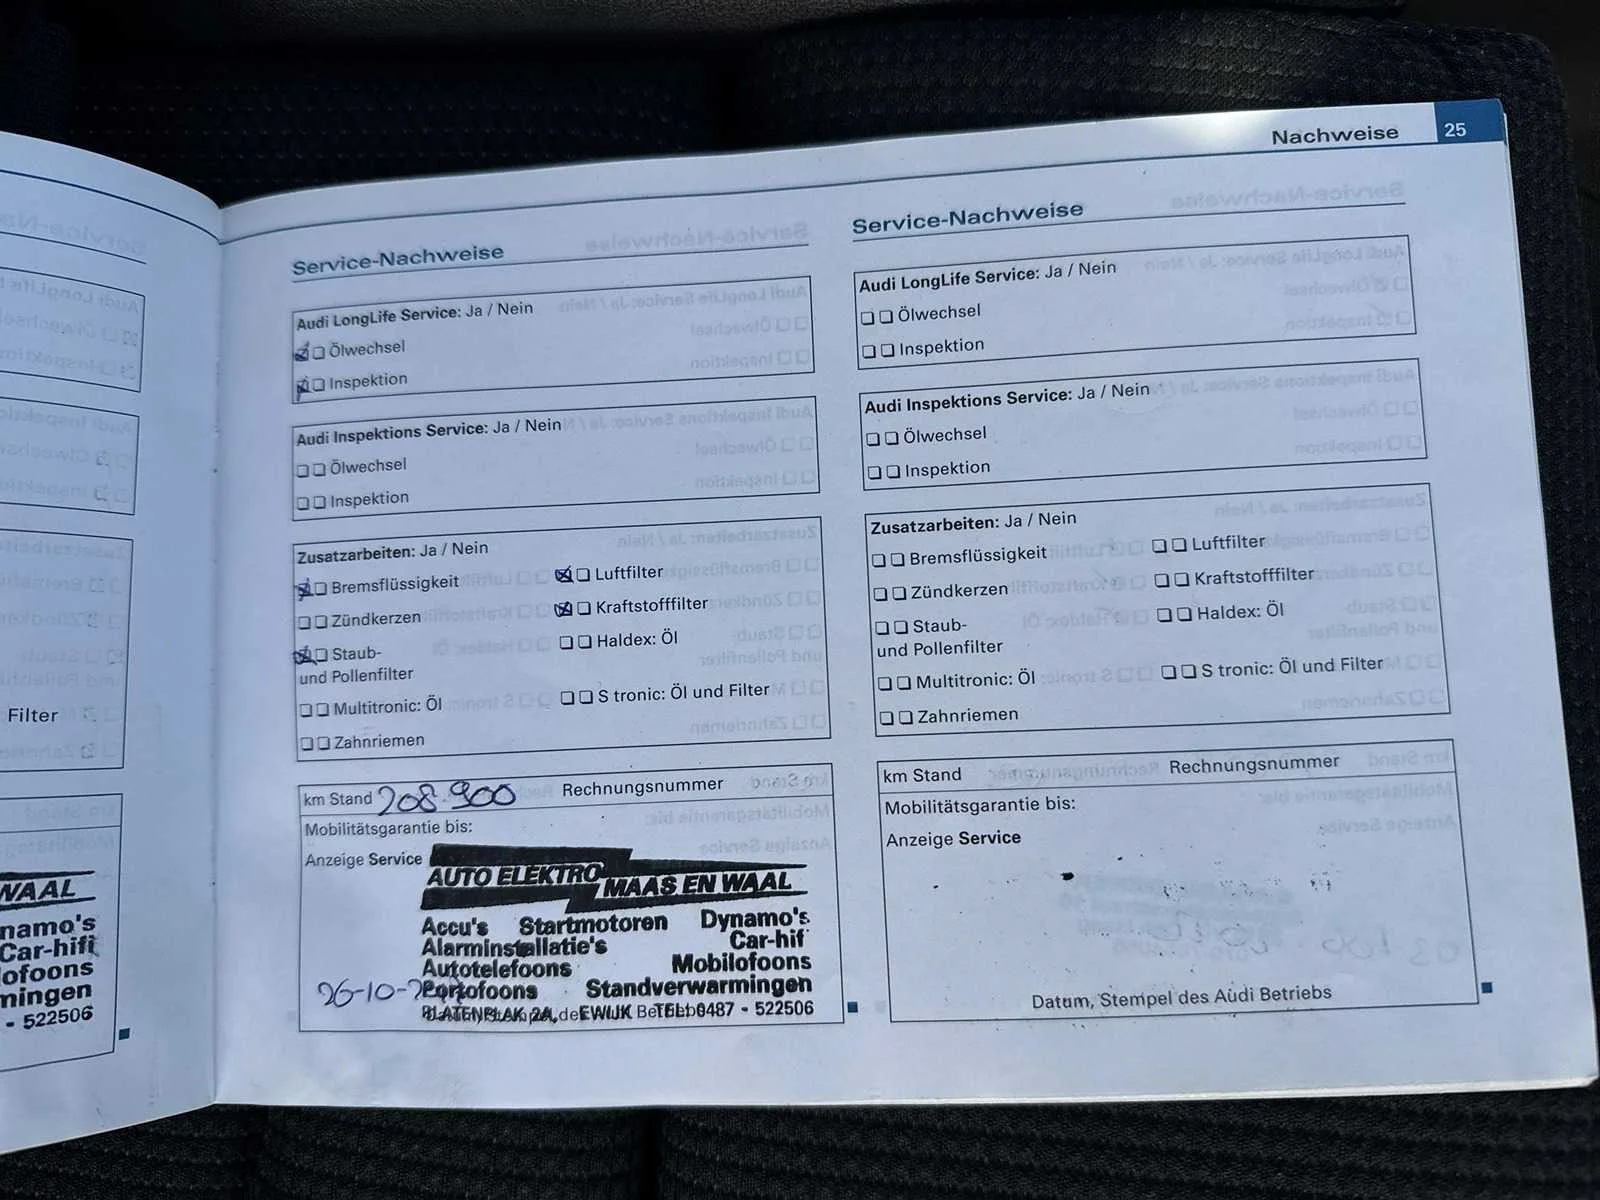 Nachweise 25
Service-Nachweise
Audi LongLife Service: Ja / Nein
Ölwechsel
Inspektion
Audi Inspektions Service: Ja / Nein
Ölwechsel
Inspektion
Zusatzarbeiten: Ja / Nein
Bremsflüssigkeit
Luftfilter
Zündkerzen
Kraftstofffilter
Staub-
und Pollenfilter
Haldex: Öl
Multitronic: Öl
S tronic: Öl und Filter
Zahnriemen
km Stand 208.900 Rechnungsnummer
Mobilitätsgarantie bis:
Anzeige Service
AUTO ELEKTRO
MAAS EN WAAL
Accu's Startmotoren Dynamo's
Alarminstallatie's Car-hif
Autotelefoons Mobilofoons
26-10-
Portofoons Standverwarmingen
PLATENPLAK 2A, EWIJK TEL: 0487 - 522506
Service-Nachweise
Audi LongLife Service: Ja / Nein
Ölwechsel
Inspektion
Audi Inspektions Service: Ja / Nein
Ölwechsel
Inspektion
Zusatzarbeiten: Ja / Nein
Bremsflüssigkeit
Luftfilter
Zündkerzen
Kraftstofffilter
Staub-
und Pollenfilter
Haldex: Öl
Multitronic: Öl
S tronic: Öl und Filter
Zahnriemen
km Stand Rechnungsnummer
Mobilitätsgarantie bis:
Anzeige Service
Datum, Stempel des Audi Betriebs
Filter
WAAL
namo's
Car-hifi
lofoons
mingen
- 522506